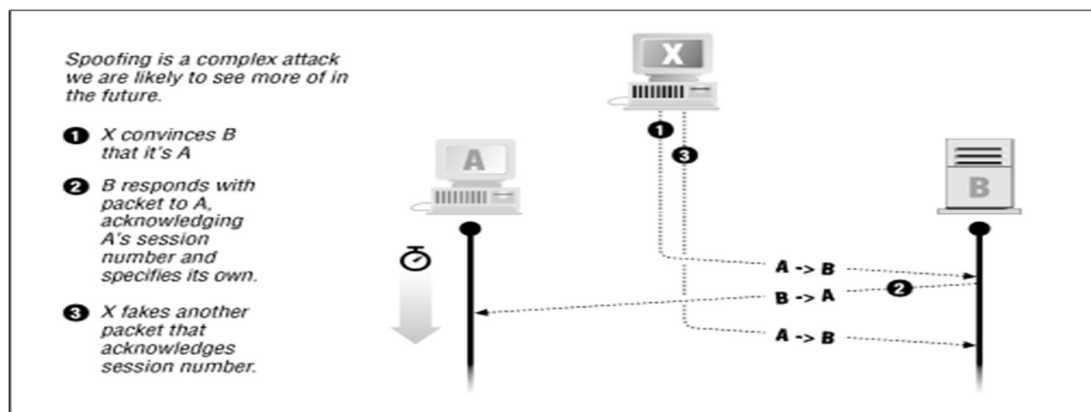 Spoofing is a complex attack
we are likely to see more of in
the future.
1 X convinces B
that it's A
2 B responds with
packet to A,
acknowledging
A's session
number and
specifies its own.
3 X fakes another
packet that
acknowledges
session number.
X
1
3
A
B
A -> B
2
B -> A
A -> B